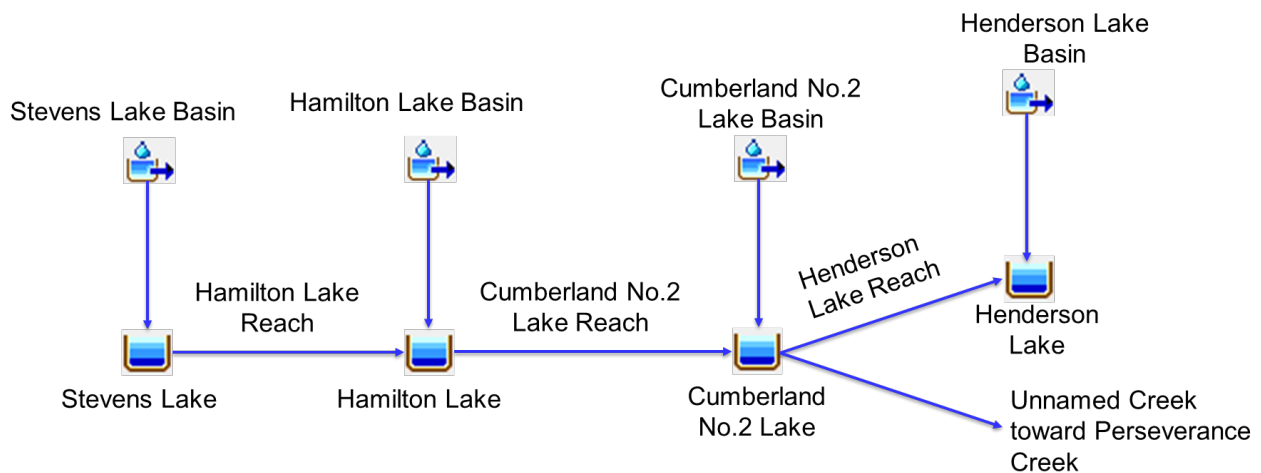 Henderson Lake
Basin
Stevens Lake Basin
Hamilton Lake Basin
Cumberland No.2
Lake Basin
Hamilton Lake
Reach
Cumberland No.2
Lake Reach
Henderson
Lake Reach
Stevens Lake
Hamilton Lake
Cumberland
No.2 Lake
Henderson
Lake
Unnamed Creek
toward Perseverance
Creek